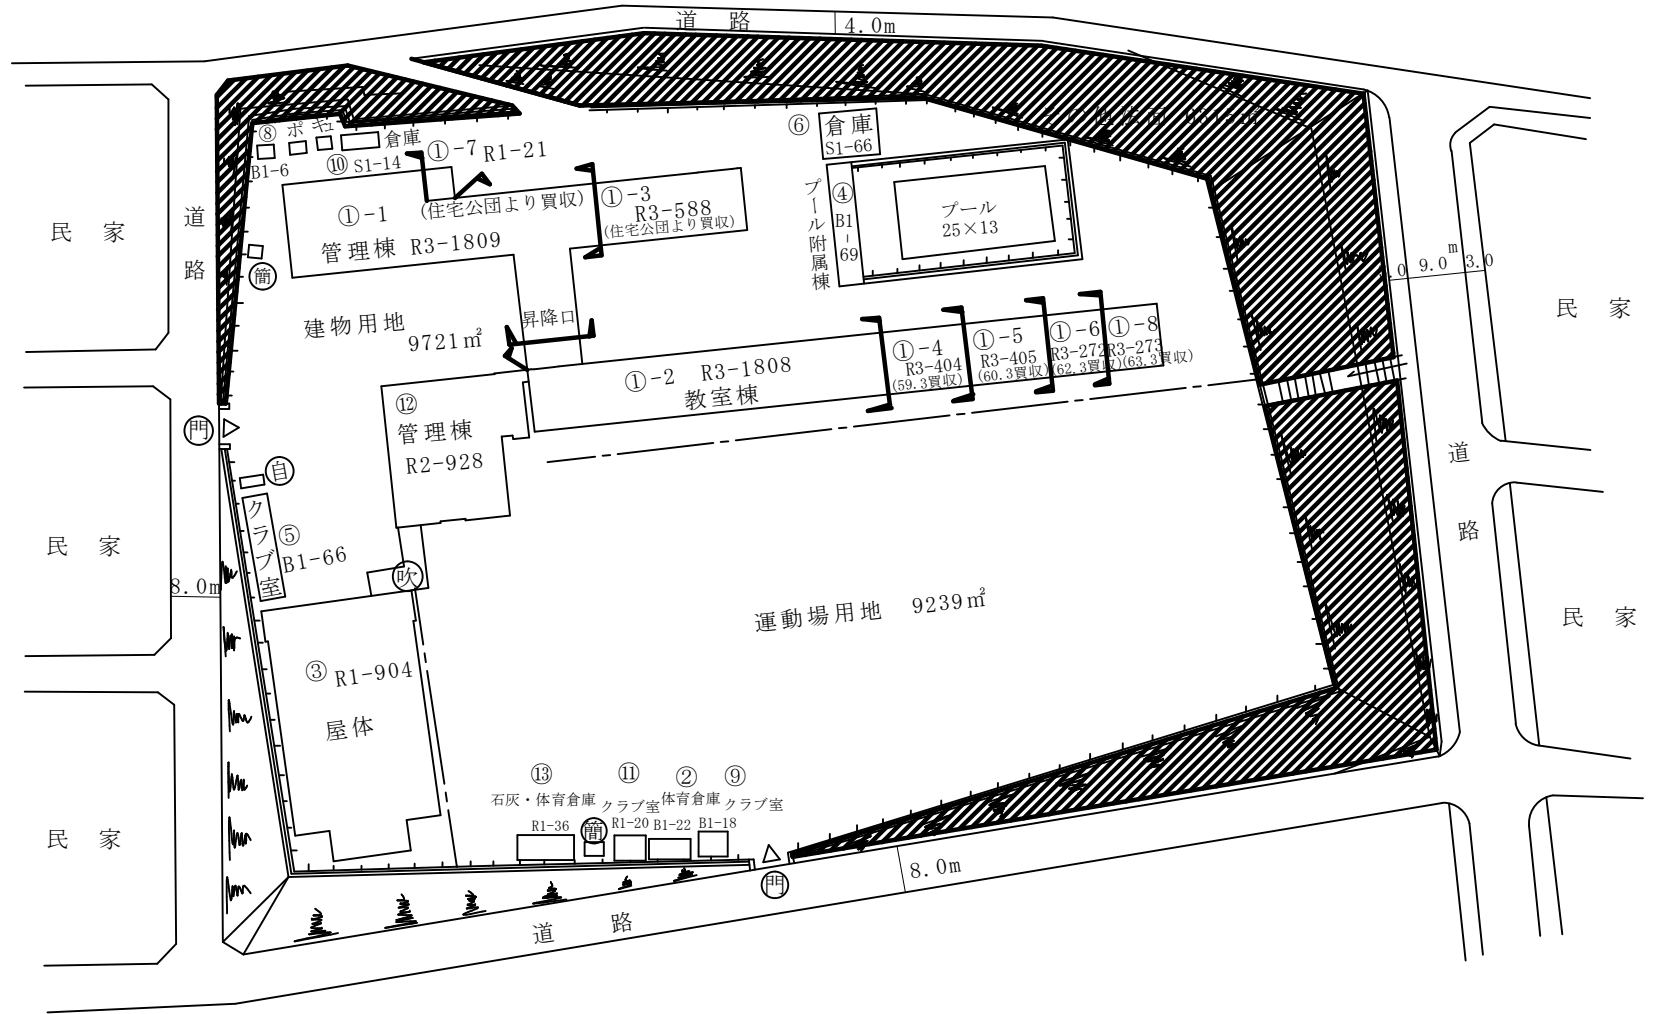 道 路
4.0m
⑧ ポ キュ
倉庫
B1-6
⑩ S1-14
①-7 R1-21
⑥
倉庫
S1-66
道
路
①-1
(住宅公団より買収)
管理棟 R3-1809
①-3
R3-588
(住宅公団より買収)
プール附属棟
④
B1-69
プール
25×13
民 家
簡
9.0
m
3.0
民 家
建物用地
9721㎡
昇降口
①-2 R3-1808
教室棟
①-4
R3-404
(59.3買収)
①-5
R3-405
(60.3買収)
①-6
R3-272
(62.3買収)
①-8
R3-273
(63.3買収)
⑫
管理棟
R2-928
門
自
クラブ室
⑤
B1-66
道
路
民 家
8.0m
吹
運動場用地 9239㎡
民 家
③ R1-904
屋体
⑬
石灰・体育倉庫
R1-36
簡
⑪
クラブ室
R1-20
②
体育倉庫
B1-22
⑨
クラブ室
B1-18
民 家
門
8.0m
道 路